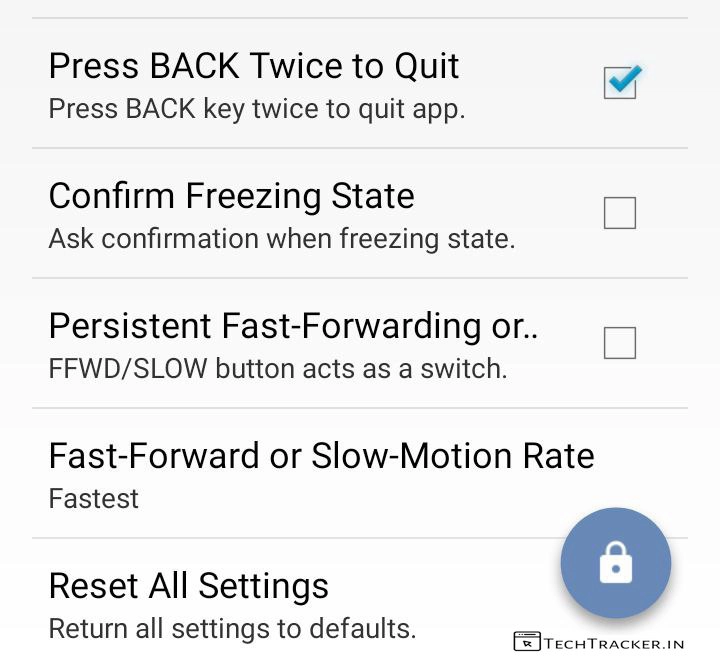 Press BACK Twice to Quit
Press BACK key twice to quit app.
Confirm Freezing State
Ask confirmation when freezing state.
Persistent Fast-Forwarding or..
FFWD/SLOW button acts as a switch.
Fast-Forward or Slow-Motion Rate
Fastest
Reset All Settings
Return all settings to defaults.
TECHTRACKER.IN